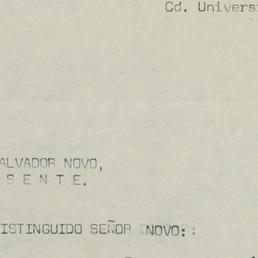 Cd. Univers
ALVADOR NOVO,
S E N T E.
ISTINGUIDO SEÑOR NOVO: